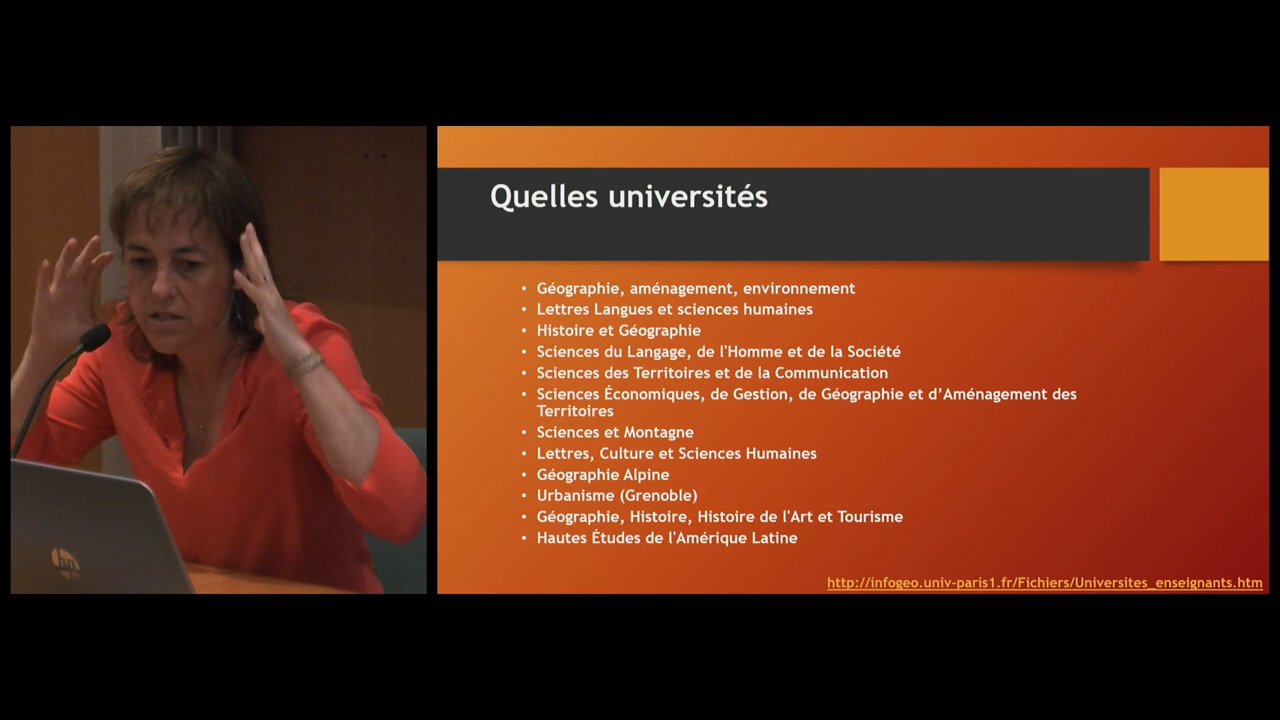 Quelles universités
• Géographie, aménagement, environnement
• Lettres Langues et sciences humaines
• Histoire et Géographie
• Sciences du Langage, de l'Homme et de la Société
• Sciences des Territoires et de la Communication
• Sciences Économiques, de Gestion, de Géographie et d’Aménagement des
Territoires
• Sciences et Montagne
• Lettres, Culture et Sciences Humaines
• Géographie Alpine
• Urbanisme (Grenoble)
• Géographie, Histoire, Histoire de l'Art et Tourisme
• Hautes Études de l'Amérique Latine
http://infogeo.univ-paris1.fr/Fichiers/Universites_enseignants.htm
hp